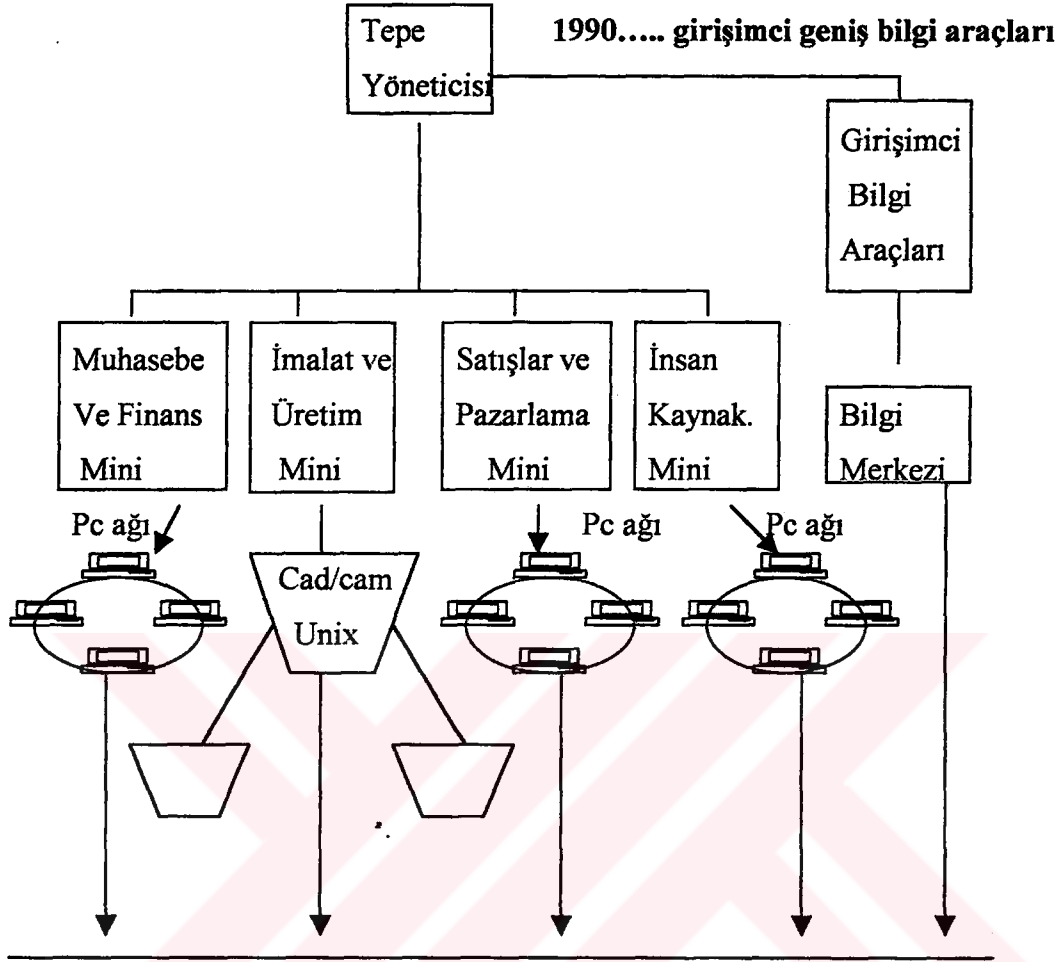 1990..... girişimci geniş bilgi araçları
Tepe
Yöneticisi
Girişimci
Bilgi
Araçları
Muhasebe
Ve Finans
Mini
İmalat ve
Üretim
Mini
Satışlar ve
Pazarlama
Mini
İnsan
Kaynak.
Mini
Bilgi
Merkezi
Pc ağı
Cad/cam
Unix
Pc ağı
Pc ağı